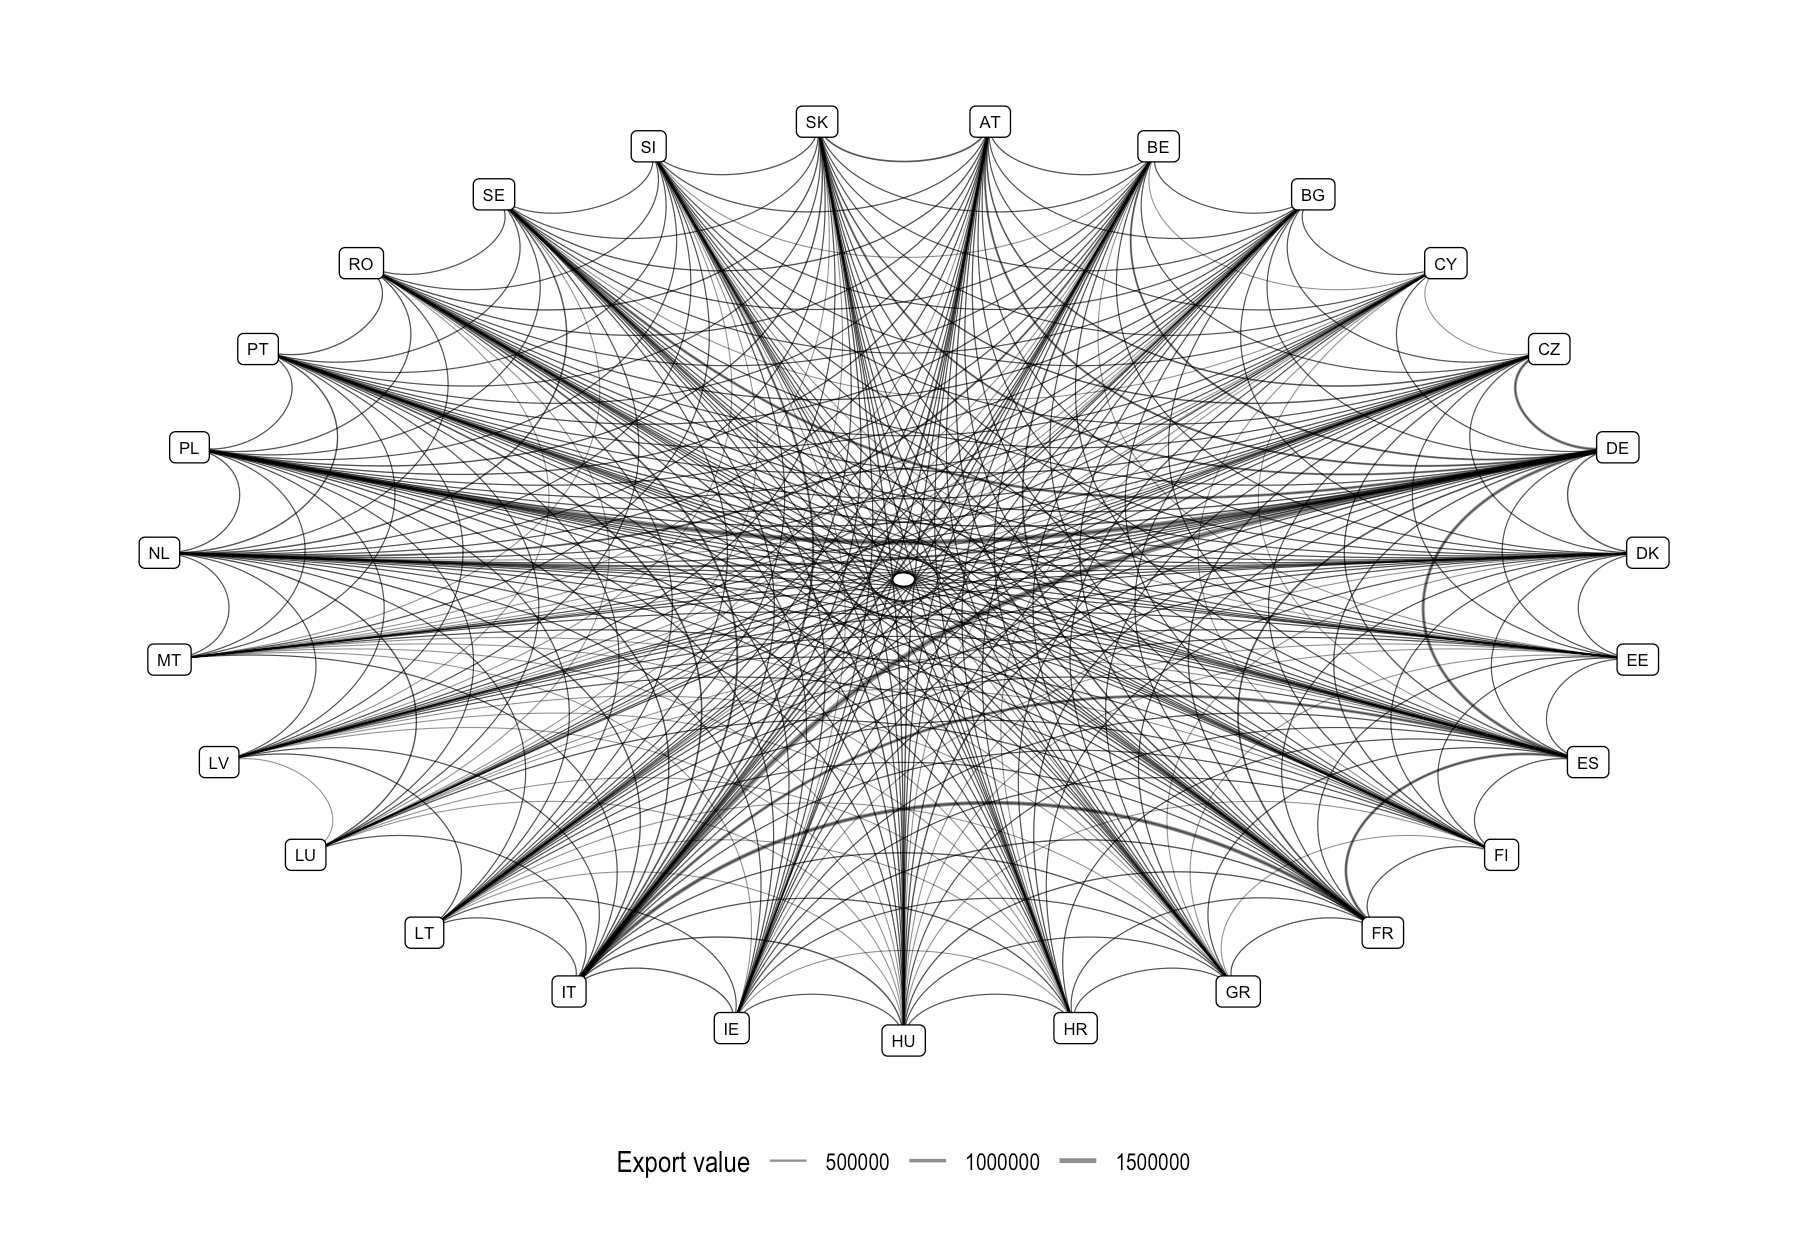 SK
AT
SI
BE
SE
BG
RO
CY
PT
CZ
PL
DE
NL
DK
MT
EE
LV
ES
LU
FI
LT
FR
IT
GR
IE
HR
HU
Export value 500000 1000000 1500000